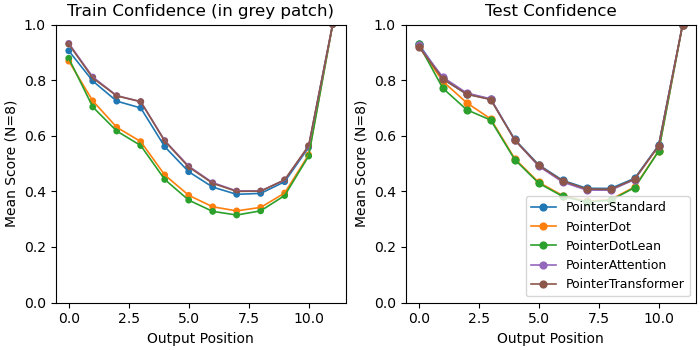 Train Confidence (in grey patch)
Mean Score (N=8)
1.0
0.8
0.6
0.4
0.2
0.0
0.0 2.5 5.0 7.5 10.0
Output Position
Test Confidence
Mean Score (N=8)
1.0
0.8
0.6
0.4
0.2
0.0
PointerStandard
PointerDot
PointerDotLean
PointerAttention
PointerTransformer
0.0 2.5 5.0 7.5 10.0
Output Position